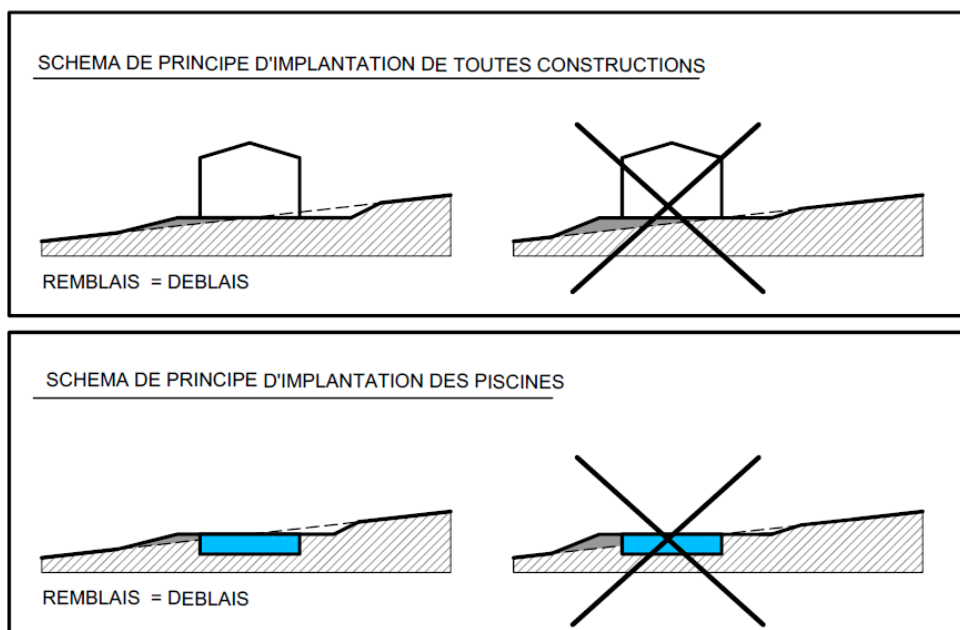 SCHEMA DE PRINCIPE D'IMPLANTATION DE TOUTES CONSTRUCTIONS
REMBLAIS = DEBLAIS
SCHEMA DE PRINCIPE D'IMPLANTATION DES PISCINES
REMBLAIS = DEBLAIS